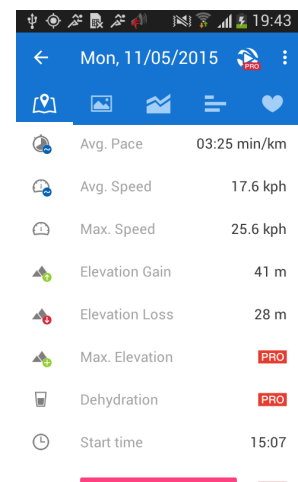 19:43
Mon, 11/05/2015 PRO
Avg. Pace 03:25 min/km
Avg. Speed 17.6 kph
Max. Speed 25.6 kph
Elevation Gain 41 m
Elevation Loss 28 m
Max. Elevation PRO
Dehydration PRO
Start time 15:07